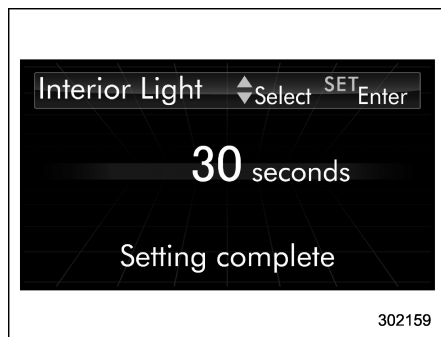 Interior Light Select SET Enter
30 seconds
Setting complete
302159